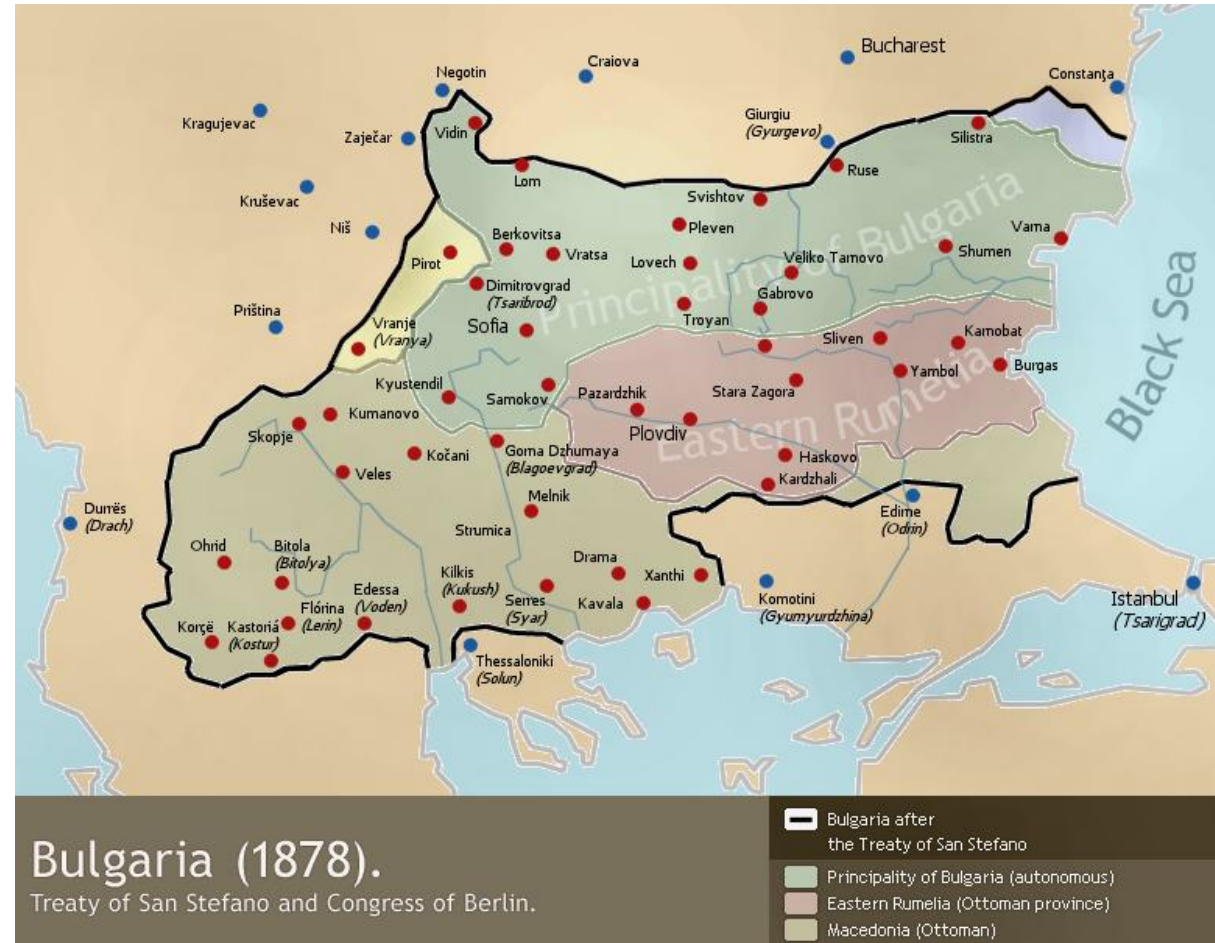 Bucharest
Craiova
Negotin
Constanţa
Kragujevac
Giurgiu
(Gyurgevo)
Zaječar
Vidin
Silistra
Lom
Ruse
Kruševac
Svishtov
Niš
Pleven
Varna
Berkovitsa
Vratsa
Shumen
Pirot
Lovech
Veliko Tarnovo
Principality of Bulgaria
Dimitrovgrad
(Tsaribrod)
Gabrovo
Black Sea
Priština
Vranje
(Vranya)
Sofia
Troyan
Sliven
Karnobat
Burgas
Yambol
Kyustendil
Samokov
Pazardzhik
Stara Zagora
Eastern Rumelia
Kumanovo
Skopje
Plovdiv
Kočani
Gorna Dzhumaya
(Blagoevgrad)
Haskovo
Veles
Kardzhali
Melnik
Durrës
(Drach)
Edirne
(Odrin)
Strumica
Ohrid
Bitola
(Bitolya)
Drama
Xanthi
Kilkis
(Kukush)
Edessa
(Voden)
Serres
(Syar)
Kavala
Komotini
(Gyumyurdzhina)
Istanbul
(Tsarigrad)
Flórina
(Lerin)
Korçë
Kastoriá
(Kostur)
Thessaloniki
(Solun)
Bulgaria (1878).
Treaty of San Stefano and Congress of Berlin.
Bulgaria after
the Treaty of San Stefano
Principality of Bulgaria (autonomous)
Eastern Rumelia (Ottoman province)
Macedonia (Ottoman)